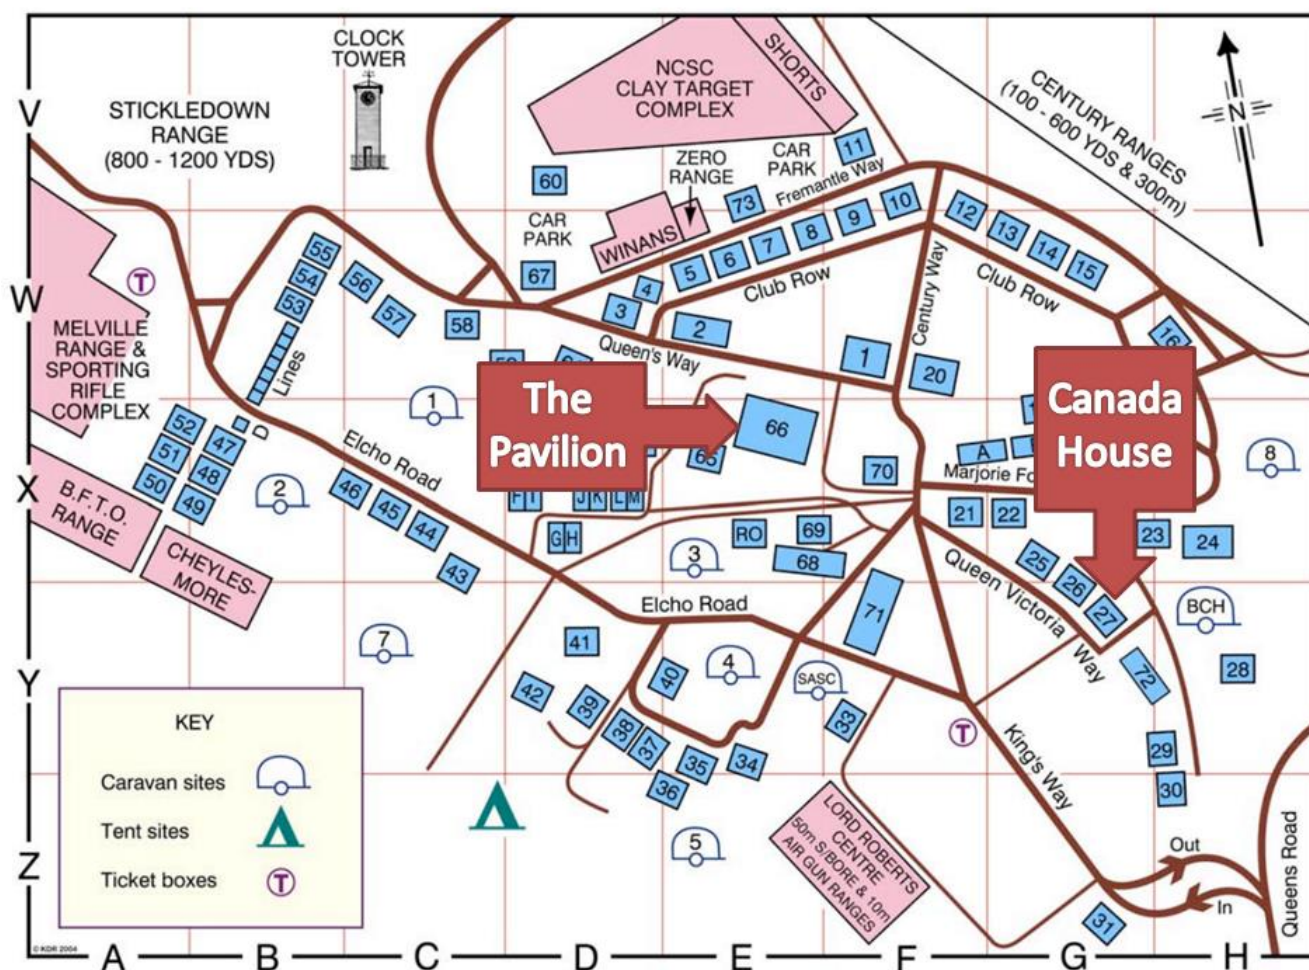 CLOCK
TOWER
NCSC
CLAY TARGET
COMPLEX
SHORTS
CENTURY RANGES
(100 - 600 YDS & 300m)
N
V
STICKLEDOWN
RANGE
(800 - 1200 YDS)
ZERO
RANGE
CAR
PARK
11
Fremantle Way
60
73
10
9
8
7
6
5
12
13
14
15
CAR
PARK
WINANS
67
4
3
2
Club Row
Century Way
Club Row
55
54
53
56
57
58
T
W
MELVILLE
RANGE &
SPORTING
RIFLE
COMPLEX
Lines
D
Queen's Way
1
20
16
The
Pavilion
Canada
House
1
66
65
70
A
Marjorie Fo
8
52
51
50
47
48
49
2
Elcho Road
46
45
44
43
X
B.F.T.O.
RANGE
CHEYLES-
MORE
F I
J K
L M
G H
RO
69
68
3
21
22
23
24
25
26
27
Queen Victoria
Way
BCH
28
71
72
Elcho Road
7
41
42
40
39
38
37
36
35
34
33
4
SASC
Y
T
King's Way
29
30
KEY
Caravan sites
Tent sites
Ticket boxes
T
5
LORD ROBERTS
CENTRE
50m S/BORE & 10m
AIR GUN RANGES
Z
Out
In
Queens Road
31
© KDR 2004
A
B
C
D
E
F
G
H